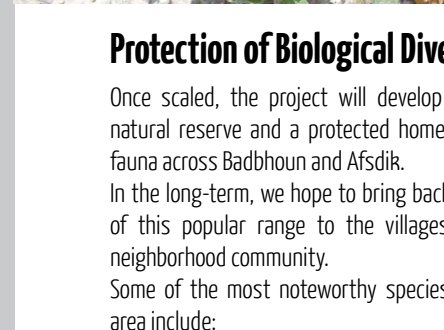 Protection of Biological Dive
Once scaled, the project will develop
natural reserve and a protected home
fauna across Badbhoun and Afsdik.
In the long-term, we hope to bring back
of this popular range to the villages
neighborhood community.
Some of the most noteworthy species
area include: